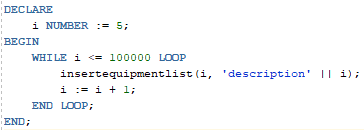 DECLARE
    i NUMBER := 5;
BEGIN
    WHILE i <= 100000 LOOP
        insertequipmentlist(i, 'description' || i);
        i := i + 1;
    END LOOP;
END;